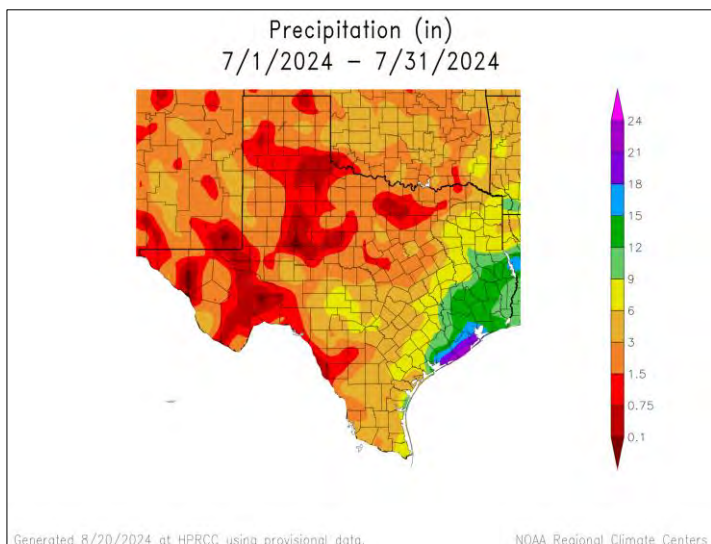 Precipitation (in)
7/1/2024 – 7/31/2024
24
21
18
15
12
9
6
3
1.5
0.75
0.1
Generated 8/20/2024 at HPRCC using provisional data.
NOAA Regional Climate Centers